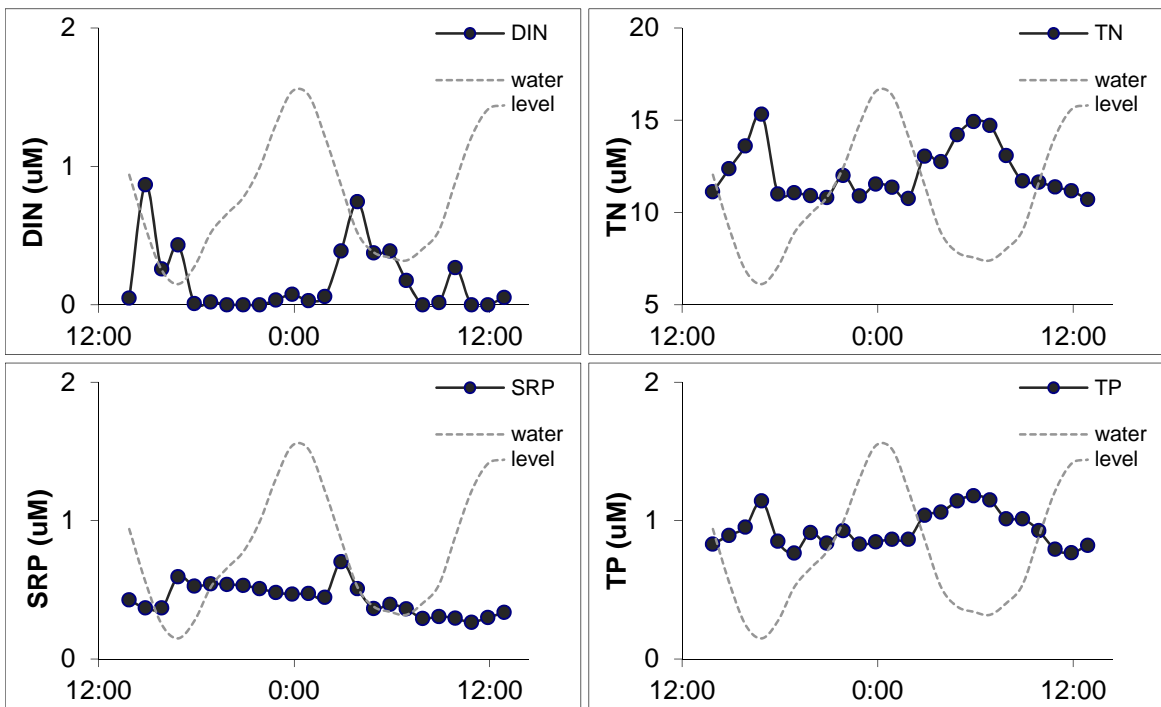 2
DIN
water
level
1
DIN (uM)
0
12:00
0:00
12:00
20
TN
water
level
15
TN (uM)
10
5
12:00
0:00
12:00
2
SRP
water
level
1
SRP (uM)
0
12:00
0:00
12:00
2
TP
water
level
1
TP (uM)
0
12:00
0:00
12:00